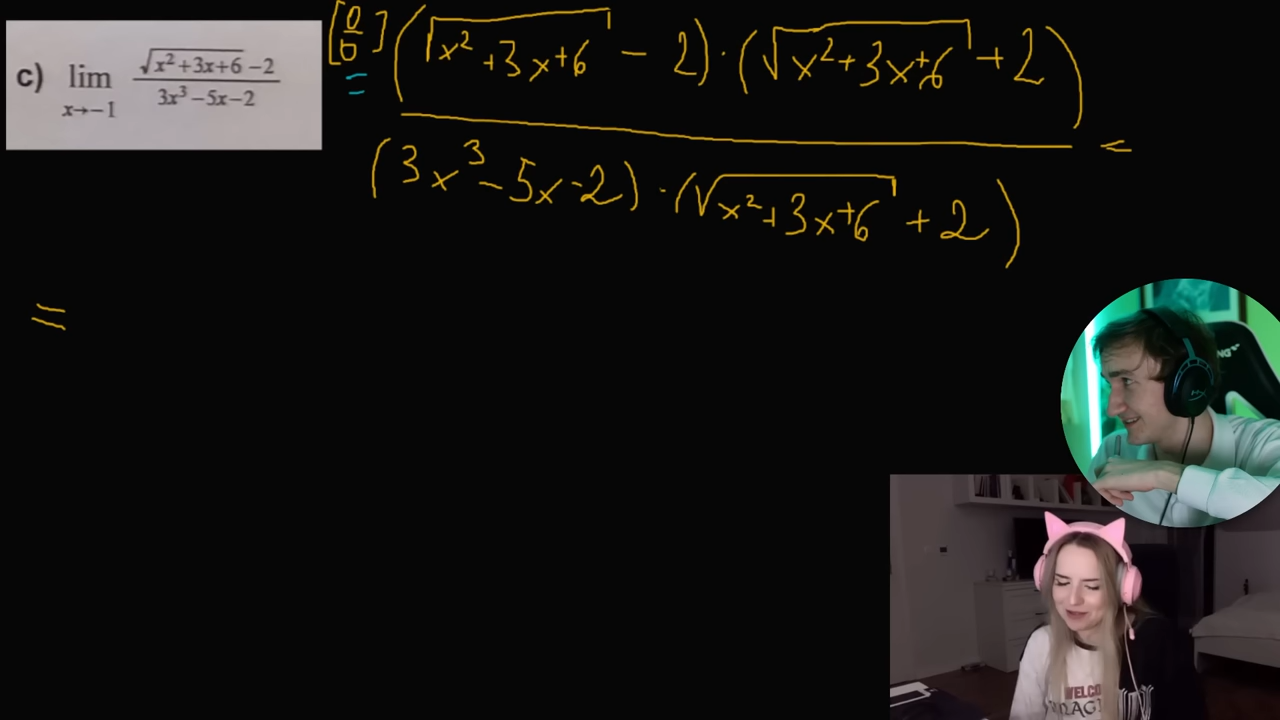 c) lim √x²+3x+6 -2
x→-1 3x³-5x-2
[0/0] (√x²+3x+6 - 2)·(√x²+3x+6 + 2)
=
(3x³-5x-2)·(√x²+3x+6 + 2)
=
=
WELCO